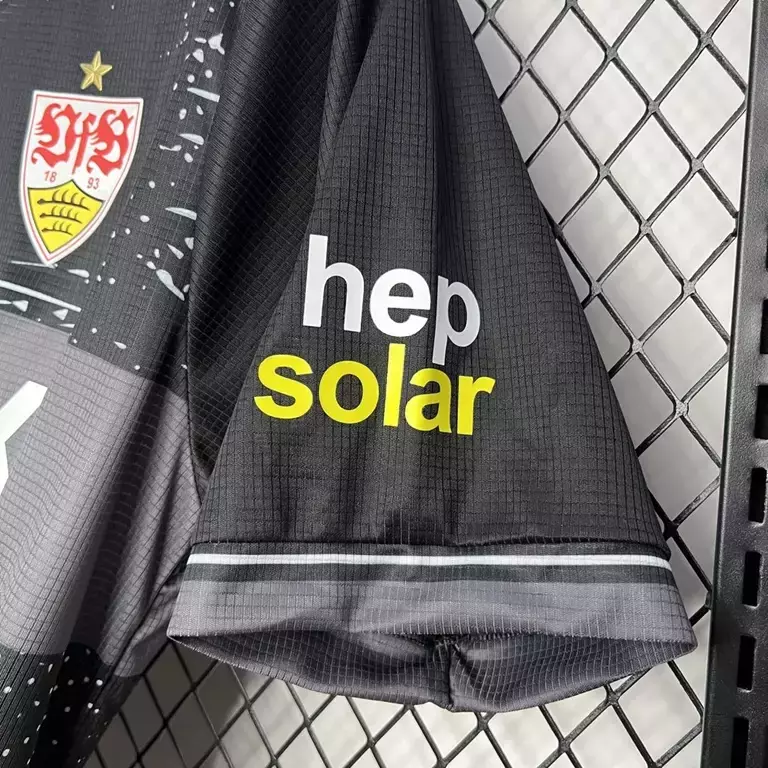 VfB
18 93
hep
solar